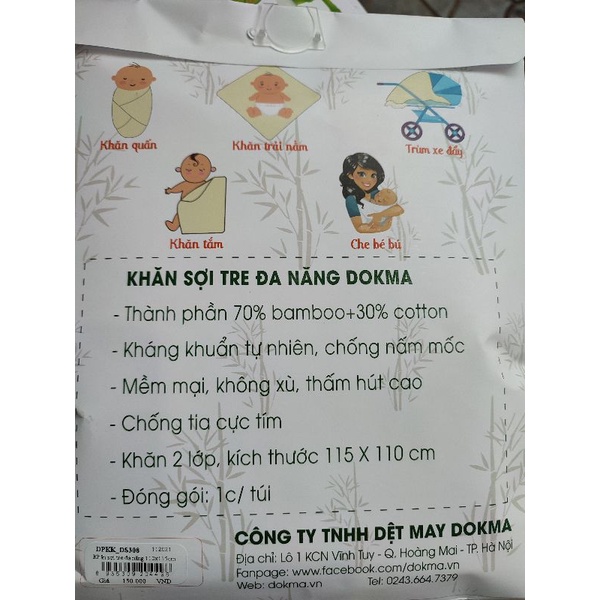 Khăn quấn
Khăn trải nằm
Trùm xe đẩy
Khăn tắm
Che bé bú
KHĂN SỢI TRE ĐA NĂNG DOKMA
- Thành phần 70% bamboo+30% cotton
- Kháng khuẩn tự nhiên, chống nấm mốc
- Mềm mại, không xù, thấm hút cao
- Chống tia cực tím
- Khăn 2 lớp, kích thước 115 X 110 cm
- Đóng gói: 1c/ túi
CÔNG TY TNHH DỆT MAY DOKMA
Địa chỉ: Lô 1 KCN Vĩnh Tuy - Q. Hoàng Mai - TP. Hà Nội
Fanpage: www.facebook.com/dokma.vn
Web: dokma.vn Tel: 0243.664.7379
DPKK_DS308
GIÁ 150.000 VND